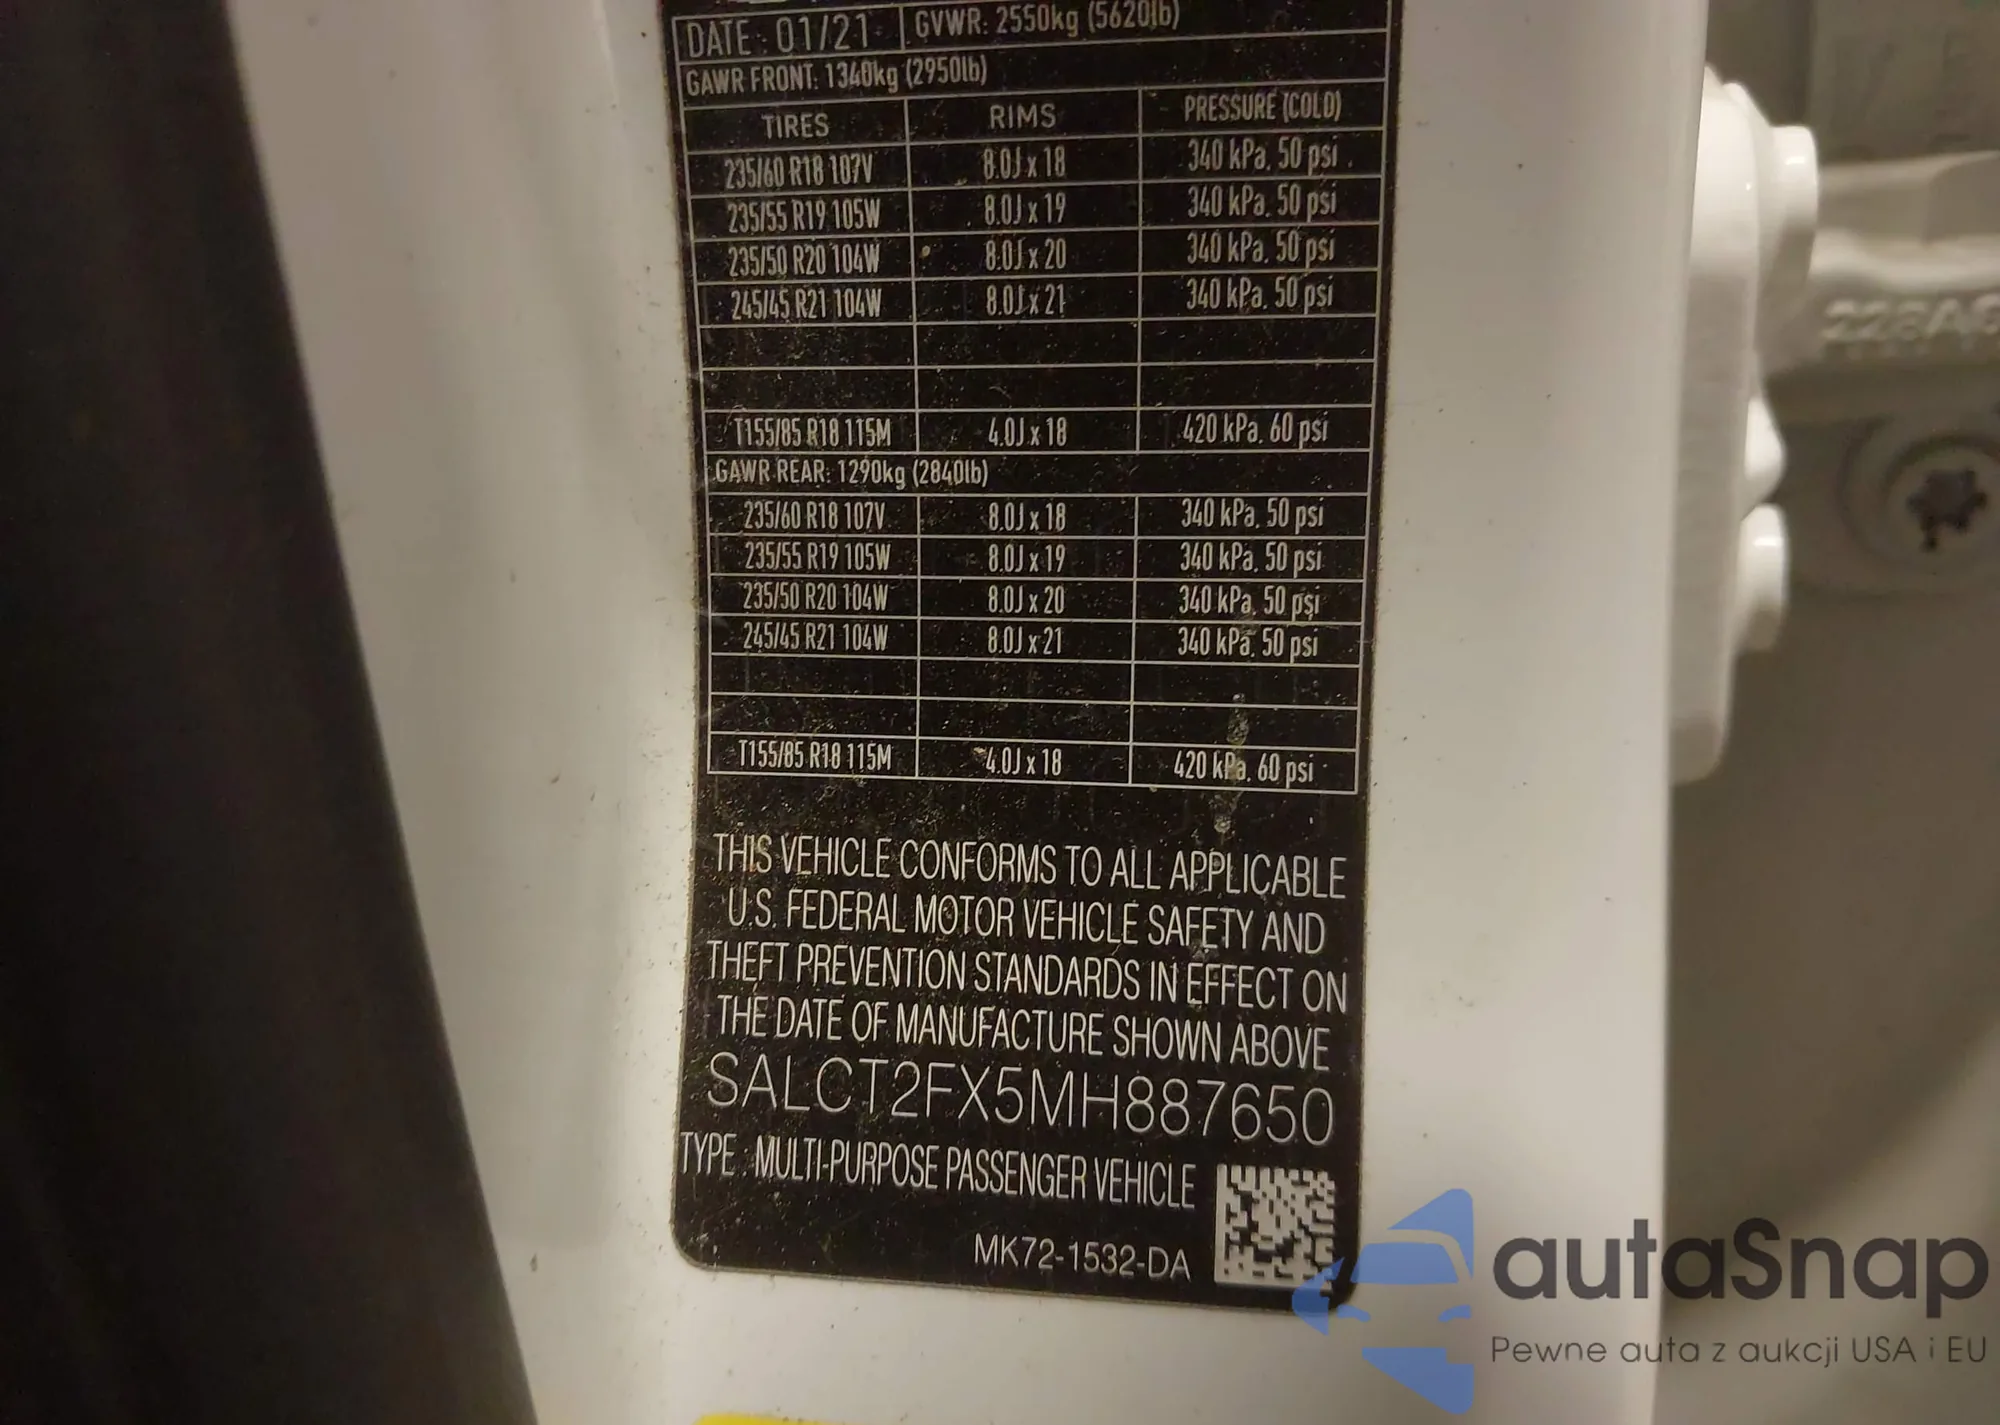 DATE: 01/21 GVWR: 2550kg (5620lb)
GAWR FRONT: 1340kg (2950lb)
TIRES RIMS PRESSURE (COLD)
235/60 R18 107V 8.0J x 18 340 kPa, 50 psi
235/55 R19 105W 8.0J x 19 340 kPa, 50 psi
235/50 R20 104W 8.0J x 20 340 kPa, 50 psi
245/45 R21 104W 8.0J x 21 340 kPa, 50 psi
T155/85 R18 115M 4.0J x 18 420 kPa, 60 psi
GAWR REAR: 1290kg (2840lb)
235/60 R18 107V 8.0J x 18 340 kPa, 50 psi
235/55 R19 105W 8.0J x 19 340 kPa, 50 psi
235/50 R20 104W 8.0J x 20 340 kPa, 50 psi
245/45 R21 104W 8.0J x 21 340 kPa, 50 psi
T155/85 R18 115M 4.0J x 18 420 kPa, 60 psi
THIS VEHICLE CONFORMS TO ALL APPLICABLE
U.S. FEDERAL MOTOR VEHICLE SAFETY AND
THEFT PREVENTION STANDARDS IN EFFECT ON
THE DATE OF MANUFACTURE SHOWN ABOVE
SALCT2FX5MH887650
TYPE: MULTI-PURPOSE PASSENGER VEHICLE
MK72-1532-DA
autaSnap
Pewne auta z aukcji USA i EU